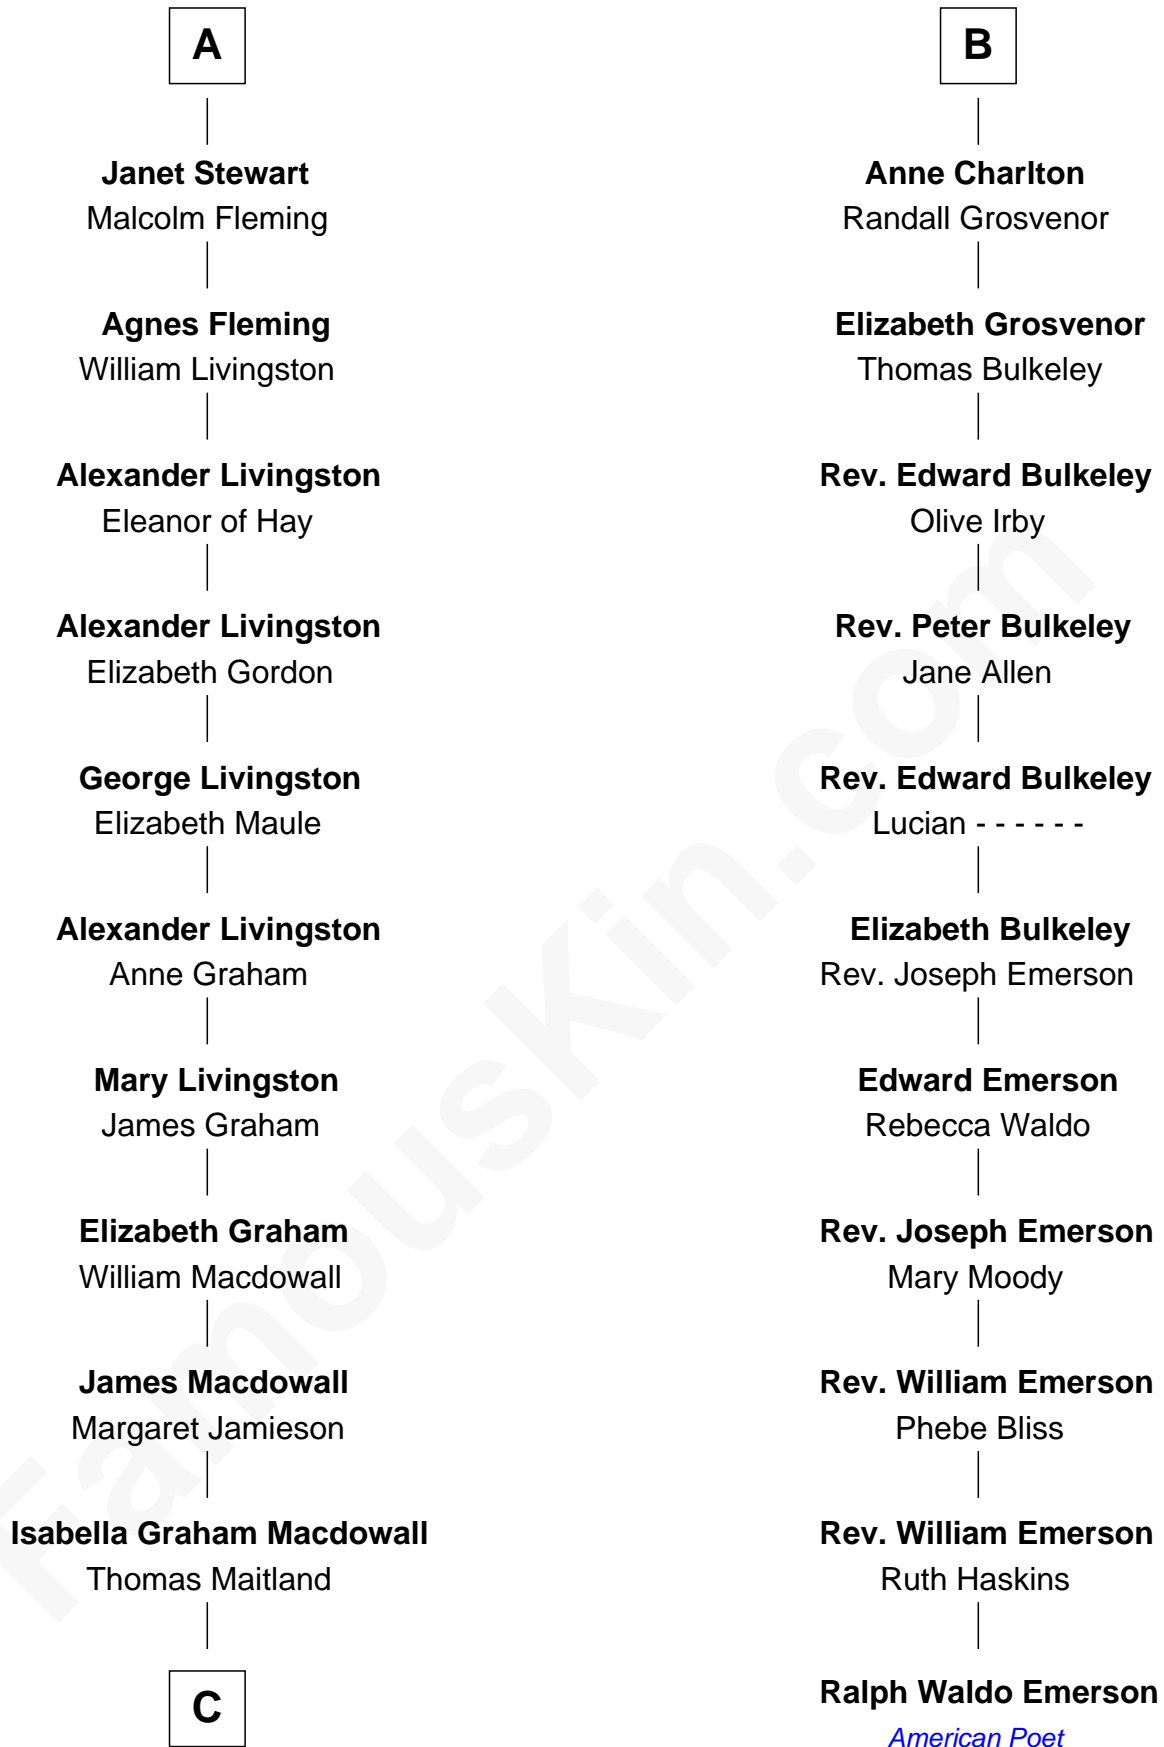 A
Janet Stewart
Malcolm Fleming
Agnes Fleming
William Livingston
Alexander Livingston
Eleanor of Hay
Alexander Livingston
Elizabeth Gordon
George Livingston
Elizabeth Maule
Alexander Livingston
Anne Graham
Mary Livingston
James Graham
Elizabeth Graham
William Macdowall
James Macdowall
Margaret Jamieson
Isabella Graham Macdowall
Thomas Maitland
C
B
Anne Charlton
Randall Grosvenor
Elizabeth Grosvenor
Thomas Bulkeley
Rev. Edward Bulkeley
Olive Irby
Rev. Peter Bulkeley
Jane Allen
Rev. Edward Bulkeley
Lucian - - - - - -
Elizabeth Bulkeley
Rev. Joseph Emerson
Edward Emerson
Rebecca Waldo
Rev. Joseph Emerson
Mary Moody
Rev. William Emerson
Phebe Bliss
Rev. William Emerson
Ruth Haskins
Ralph Waldo Emerson
American Poet
FamousKin.com